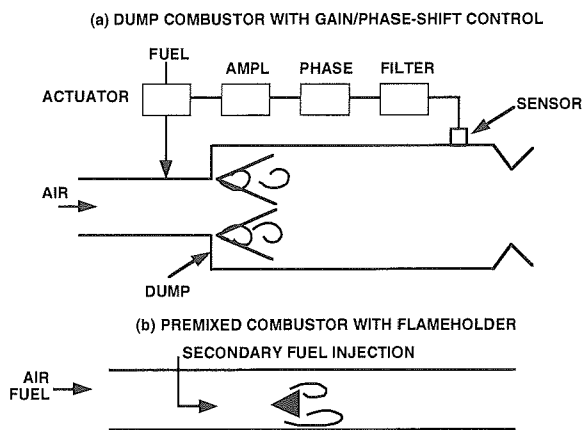 (a) DUMP COMBUSTOR WITH GAIN/PHASE-SHIFT CONTROL
FUEL
AMPL
PHASE
FILTER
ACTUATOR
SENSOR
AIR
DUMP
(b) PREMIXED COMBUSTOR WITH FLAMEHOLDER
SECONDARY FUEL INJECTION
AIR
FUEL